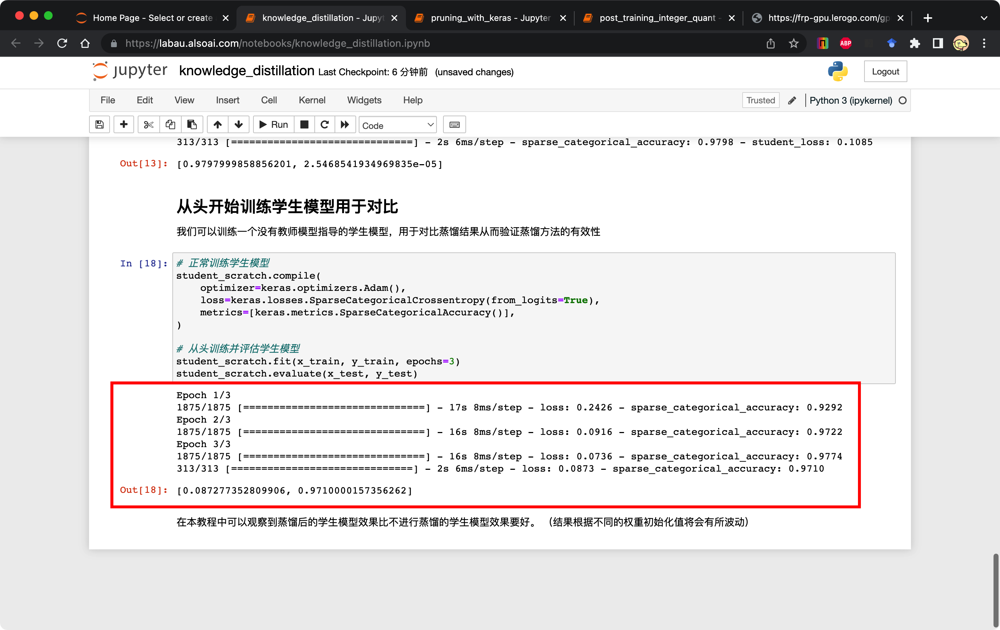 Home Page - Select or create
knowledge_distillation - Jupyt
pruning_with_keras - Jupyter
post_training_integer_quant -
https://frp-gpu.lerogo.com/gp
https://labau.alsoai.com/notebooks/knowledge_distillation.ipynb
ABP
jupyter knowledge_distillation Last Checkpoint: 6 分钟前 (unsaved changes)
Logout
File Edit View Insert Cell Kernel Widgets Help
Trusted
Python 3 (ipykernel)
Run
Code
313/313 [==============================] - 2s 6ms/step - sparse_categorical_accuracy: 0.9798 - student_loss: 0.1085
Out[13]: [0.9797999858856201, 2.5468541934969835e-05]
从头开始训练学生模型用于对比
我们可以训练一个没有教师模型指导的学生模型，用于对比蒸馏结果从而验证蒸馏方法的有效性
In [18]: # 正常训练学生模型
student_scratch.compile(
    optimizer=keras.optimizers.Adam(),
    loss=keras.losses.SparseCategoricalCrossentropy(from_logits=True),
    metrics=[keras.metrics.SparseCategoricalAccuracy()],
)
# 从头训练并评估学生模型
student_scratch.fit(x_train, y_train, epochs=3)
student_scratch.evaluate(x_test, y_test)
Epoch 1/3
1875/1875 [==============================] - 17s 8ms/step - loss: 0.2426 - sparse_categorical_accuracy: 0.9292
Epoch 2/3
1875/1875 [==============================] - 16s 8ms/step - loss: 0.0916 - sparse_categorical_accuracy: 0.9722
Epoch 3/3
1875/1875 [==============================] - 16s 8ms/step - loss: 0.0736 - sparse_categorical_accuracy: 0.9774
313/313 [==============================] - 2s 6ms/step - loss: 0.0873 - sparse_categorical_accuracy: 0.9710
Out[18]: [0.087277352809906, 0.9710000157356262]
在本教程中可以观察到蒸馏后的学生模型效果比不进行蒸馏的学生模型效果要好。（结果根据不同的权重初始化值将会有所波动）